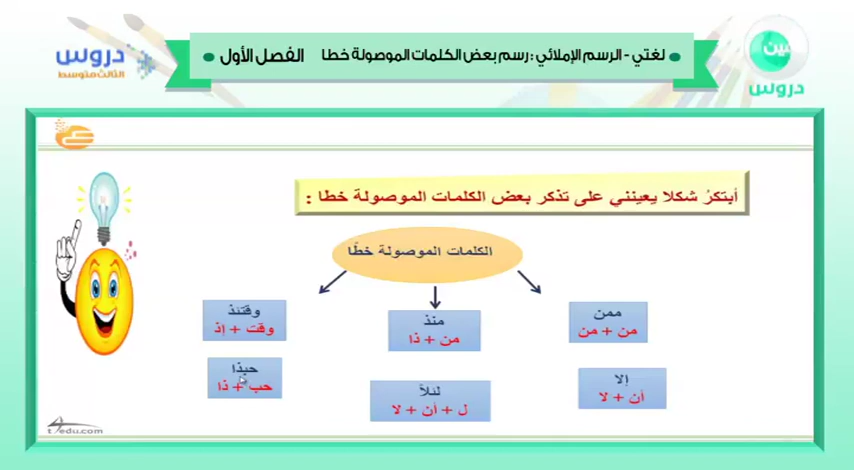 لغتي - الرسم الإملائي : رسم بعض الكلمات الموصولة خطا الفصل الأول
عين
دروس
دروس
الثالث متوسط
أبتكرُ شكلا يعينني على تذكر بعض الكلمات الموصولة خطا :
الكلمات الموصولة خطًا
ممن
من + من
منذ
من + ذا
وقتئذ
وقت + إذ
إلا
أن + لا
لئلاّ
ل + أن + لا
حبذا
حب + ذا
t4edu.com